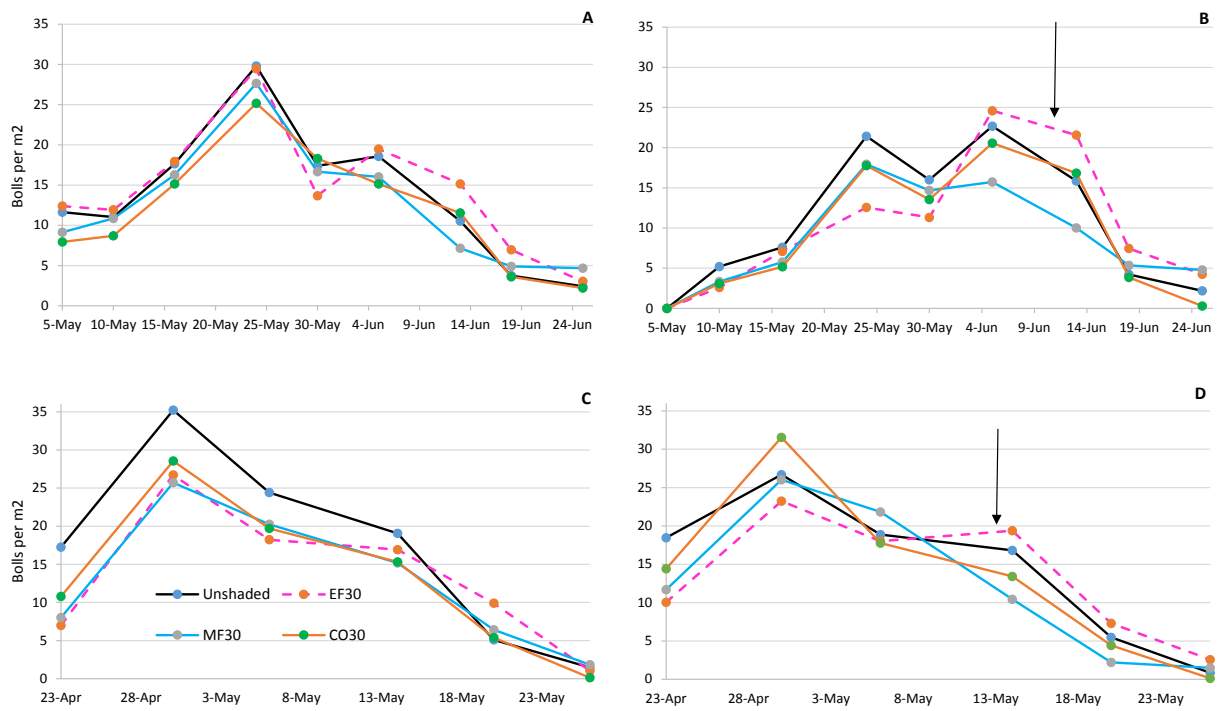 A
Bolls per m2
35
30
25
20
15
10
5
0
5-May 10-May 15-May 20-May 25-May 30-May 4-Jun 9-Jun 14-Jun 19-Jun 24-Jun
B
35
30
25
20
15
10
5
0
5-May 10-May 15-May 20-May 25-May 30-May 4-Jun 9-Jun 14-Jun 19-Jun 24-Jun
C
Bolls per m2
35
30
25
20
15
10
5
0
Unshaded EF30
MF30 CO30
23-Apr 28-Apr 3-May 8-May 13-May 18-May 23-May
D
35
30
25
20
15
10
5
0
23-Apr 28-Apr 3-May 8-May 13-May 18-May 23-May